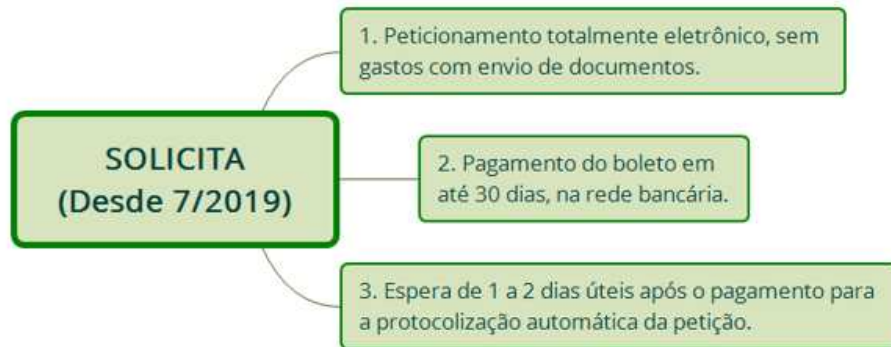 1. Peticionamento totalmente eletrônico, sem
gastos com envio de documentos.
SOLICITA
(Desde 7/2019)
2. Pagamento do boleto em
até 30 dias, na rede bancária.
3. Espera de 1 a 2 dias úteis após o pagamento para
a protocolização automática da petição.